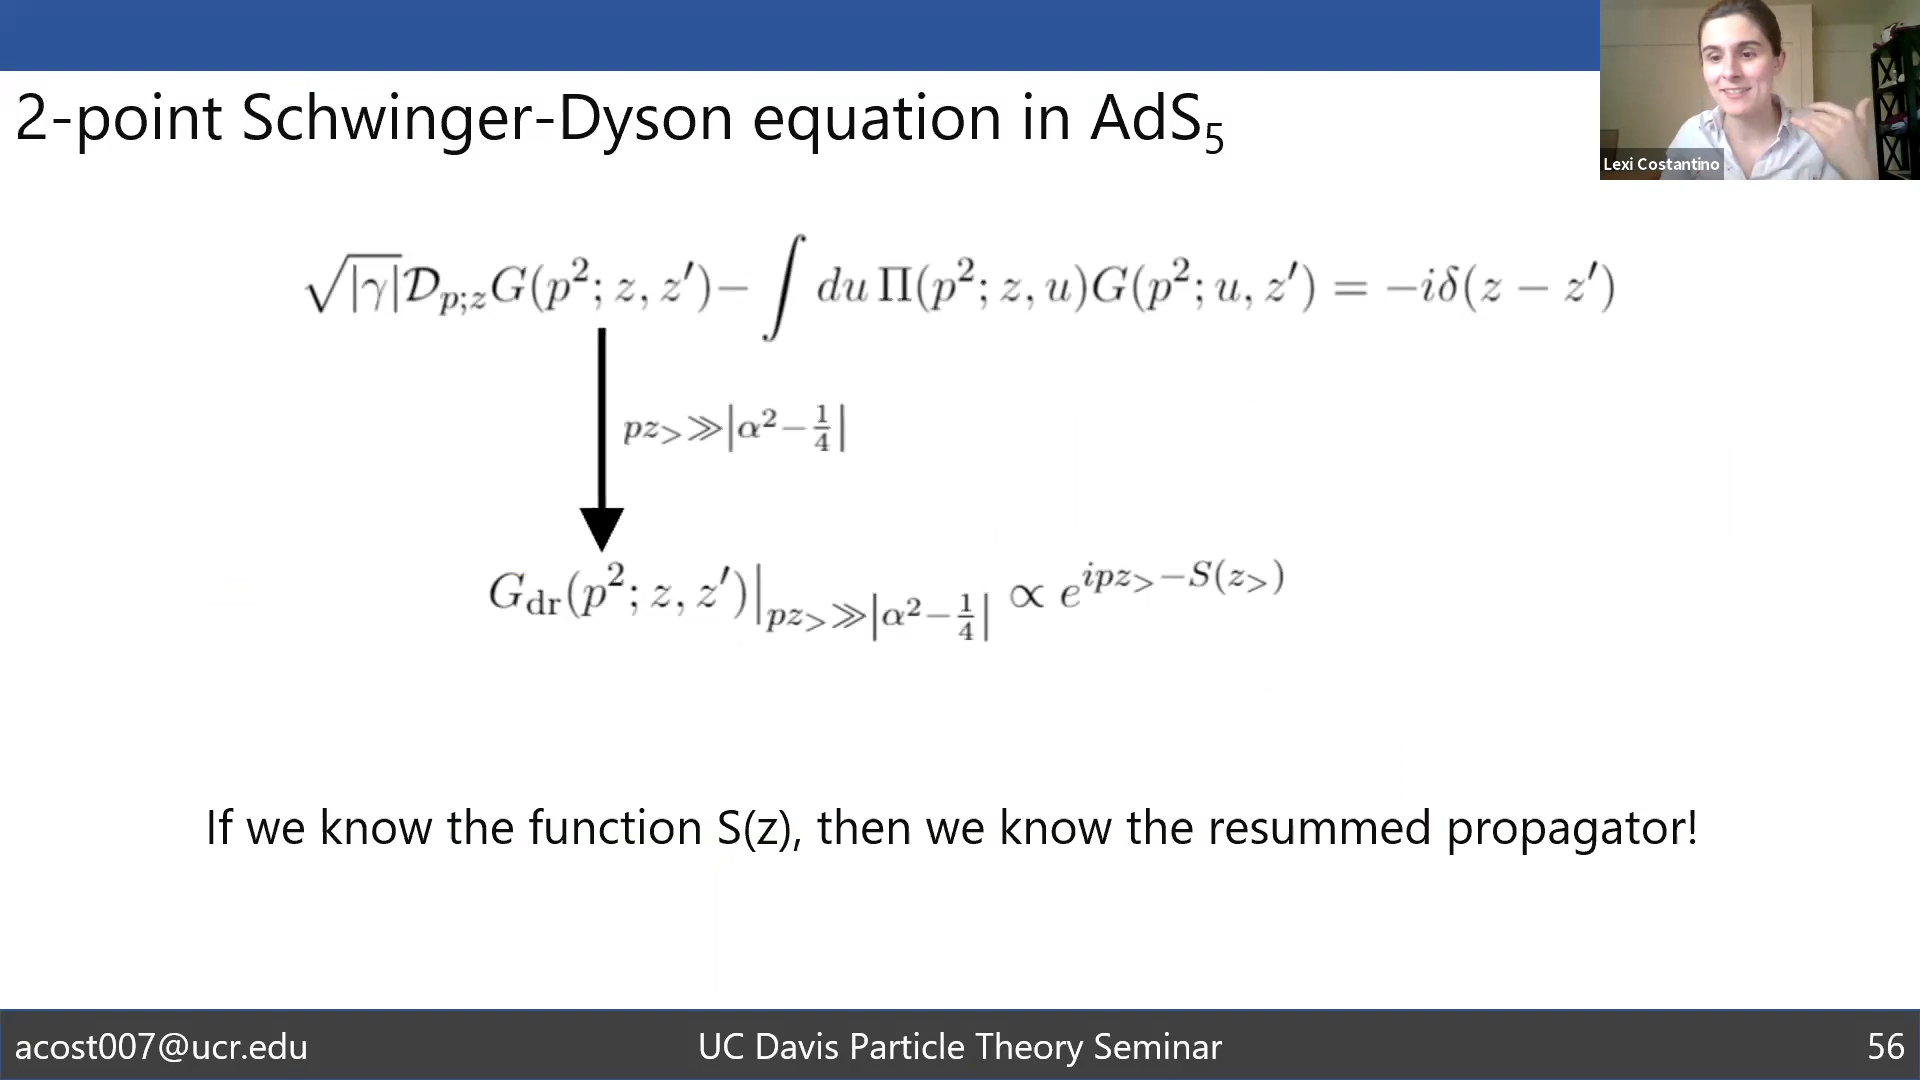 2-point Schwinger-Dyson equation in AdS₅
Lexi Costantino
√|γ|𝒟_{p;z}G(p²; z, z′) − ∫ du Π(p²; z, u)G(p²; u, z′) = −iδ(z − z′)
pz_> ≫ |α² − 1/4|
G_dr(p²; z, z′)|_{pz_> ≫ |α² − 1/4|} ∝ e^{ipz_> − S(z_>)}
If we know the function S(z), then we know the resummed propagator!
acost007@ucr.edu
UC Davis Particle Theory Seminar
56